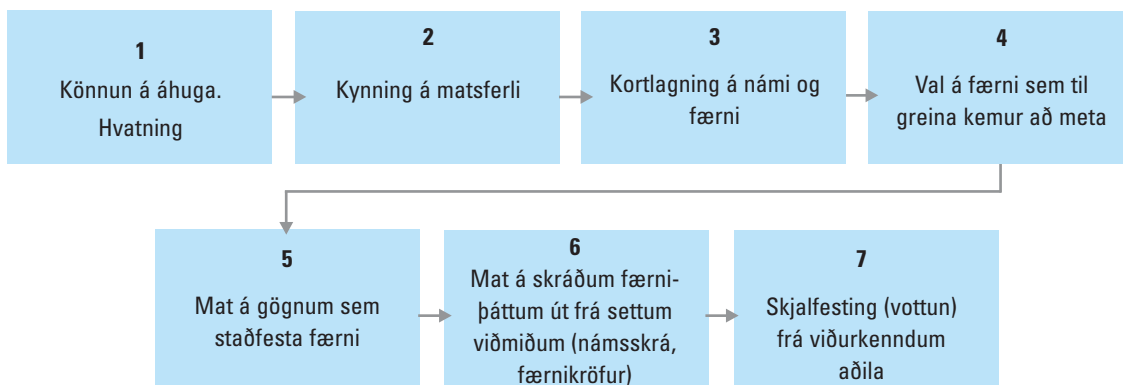 1
Könnun á áhuga.
Hvatning
2
Kynning á matsferli
3
Kortlagning á námi og
færni
4
Val á færni sem til
greina kemur að meta
5
Mat á gögnum sem
staðfesta færni
6
Mat á skráðum færni-
þáttum út frá settum
viðmiðum (námsskrá,
færnikröfur)
7
Skjalfesting (vottun)
frá viðurkenndum
aðila